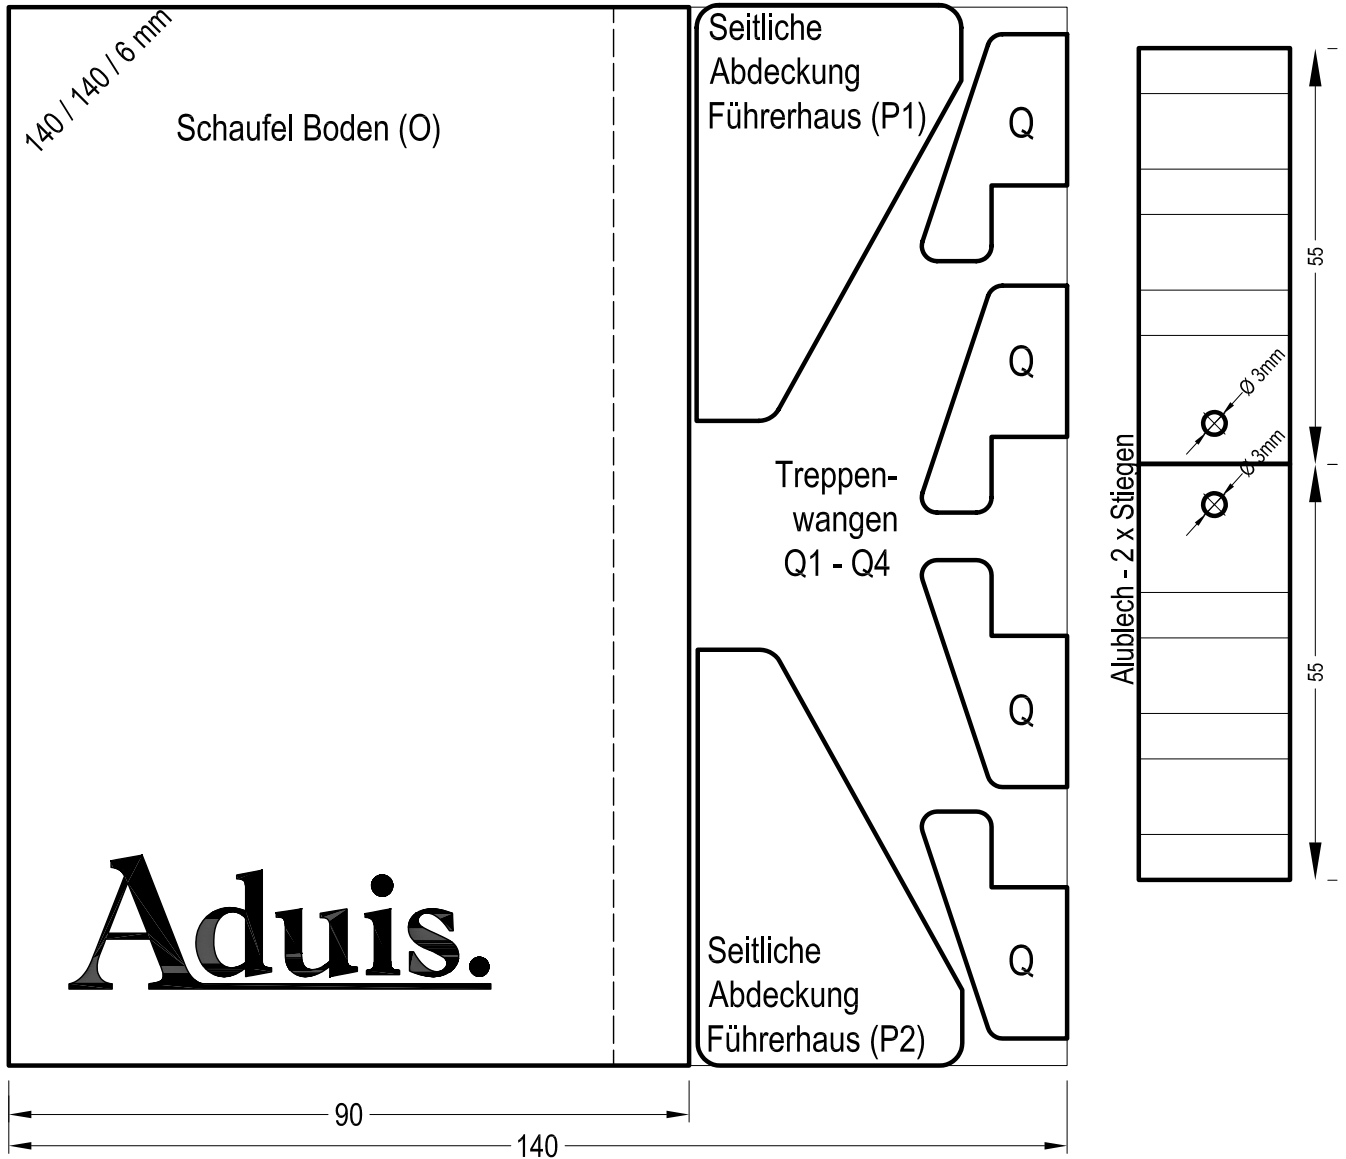 140 / 140 / 6 mm
Schaufel Boden (O)
Seitliche
Abdeckung
Führerhaus (P1)
Q
Q
Treppen-
wangen
Q1 - Q4
Q
Q
Seitliche
Abdeckung
Führerhaus (P2)
Aduis.
90
140
Alublech - 2 x Stiegen
Ø 3mm
Ø 3mm
55
55